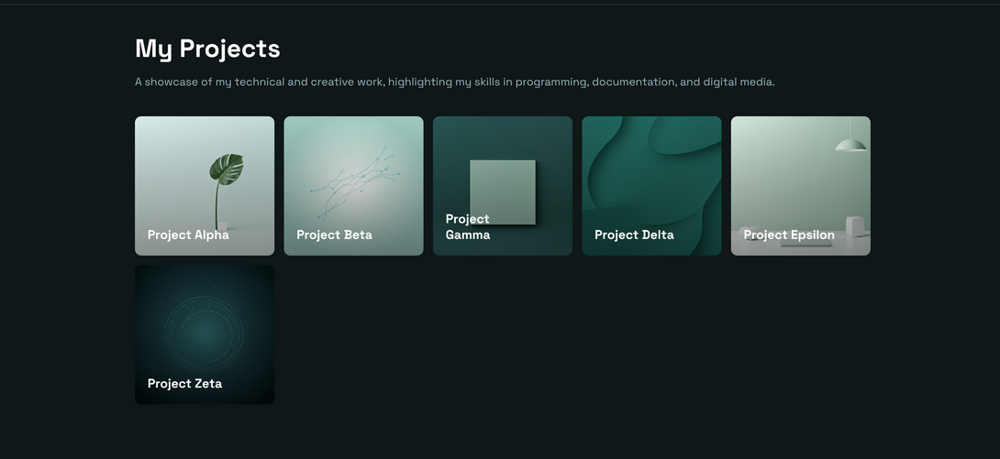 My Projects
A showcase of my technical and creative work, highlighting my skills in programming, documentation, and digital media.
Project Alpha
Project Beta
Project
Gamma
Project Delta
Project Epsilon
Project Zeta